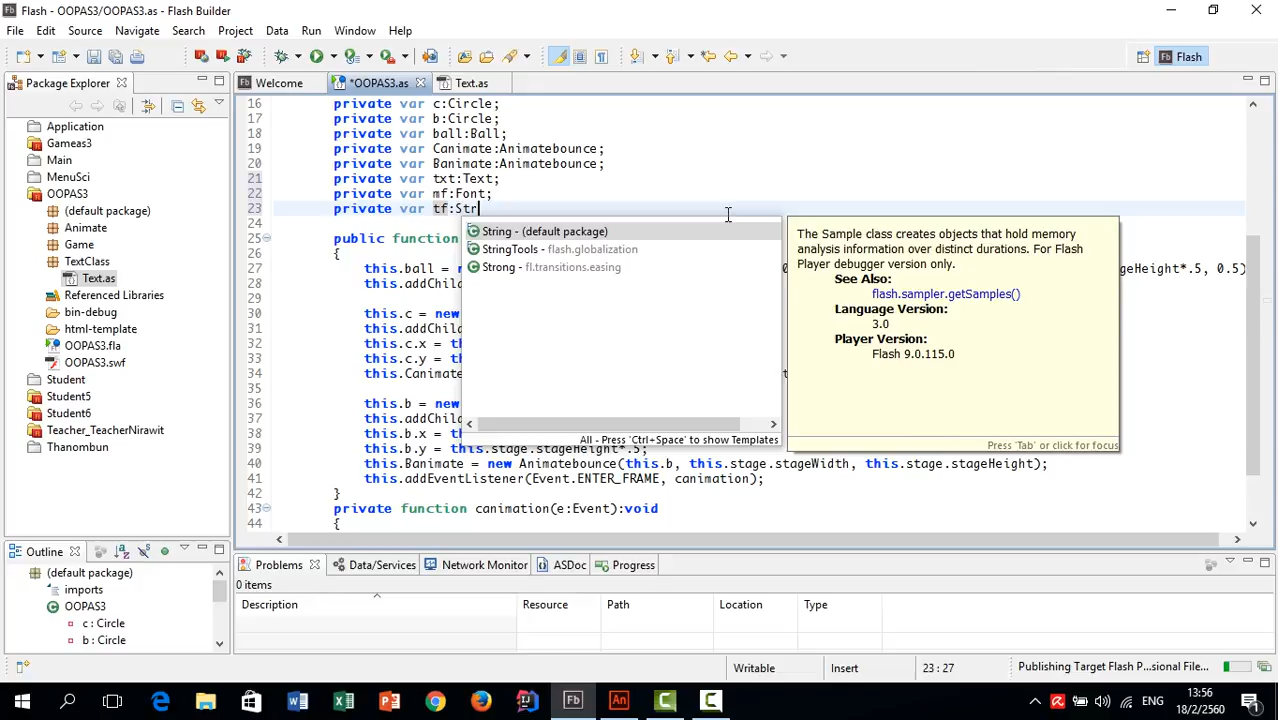 Flash - OOPAS3/OOPAS3.as - Flash Builder
File Edit Source Navigate Search Project Data Run Window Help
Flash
Package Explorer
Welcome
*OOPAS3.as
Text.as
Application
Gameas3
Main
MenuSci
OOPAS3
(default package)
Animate
Game
TextClass
Text.as
Referenced Libraries
bin-debug
html-template
OOPAS3.fla
OOPAS3.swf
Student
Student5
Student6
Teacher_TeacherNirawit
Thanombun
16 private var c:Circle;
17 private var b:Circle;
18 private var ball:Ball;
19 private var Canimate:Animatebounce;
20 private var Banimate:Animatebounce;
21 private var txt:Text;
22 private var mf:Font;
23 private var tf:Str
24
25 public function
26 {
27 this.ball = n
geHeight*.5, 0.5)
28 this.addChil
29
30 this.c = new
31 this.addChil
32 this.c.x = th
33 this.c.y = th
34 this.Canimat
35
36 this.b = new
37 this.addChil
38 this.b.x = th
39 this.b.y = this.stage.stageHeight*.5;
40 this.Banimate = new Animatebounce(this.b, this.stage.stageWidth, this.stage.stageHeight);
41 this.addEventListener(Event.ENTER_FRAME, canimation);
42 }
43 private function canimation(e:Event):void
44 {
String - (default package)
StringTools - flash.globalization
Strong - fl.transitions.easing
All - Press 'Ctrl+Space' to show Templates
The Sample class creates objects that hold memory
analysis information over distinct durations. For Flash
Player debugger version only.
See Also:
flash.sampler.getSamples()
Language Version:
3.0
Player Version:
Flash 9.0.115.0
Press 'Tab' or click for focus
Outline
(default package)
imports
OOPAS3
c : Circle
b : Circle
Problems
Data/Services
Network Monitor
ASDoc
Progress
0 items
Description Resource Path Location Type
Writable
Insert
23 : 27
Publishing Target Flash P...sional File...
ENG
13:56
18/2/2560